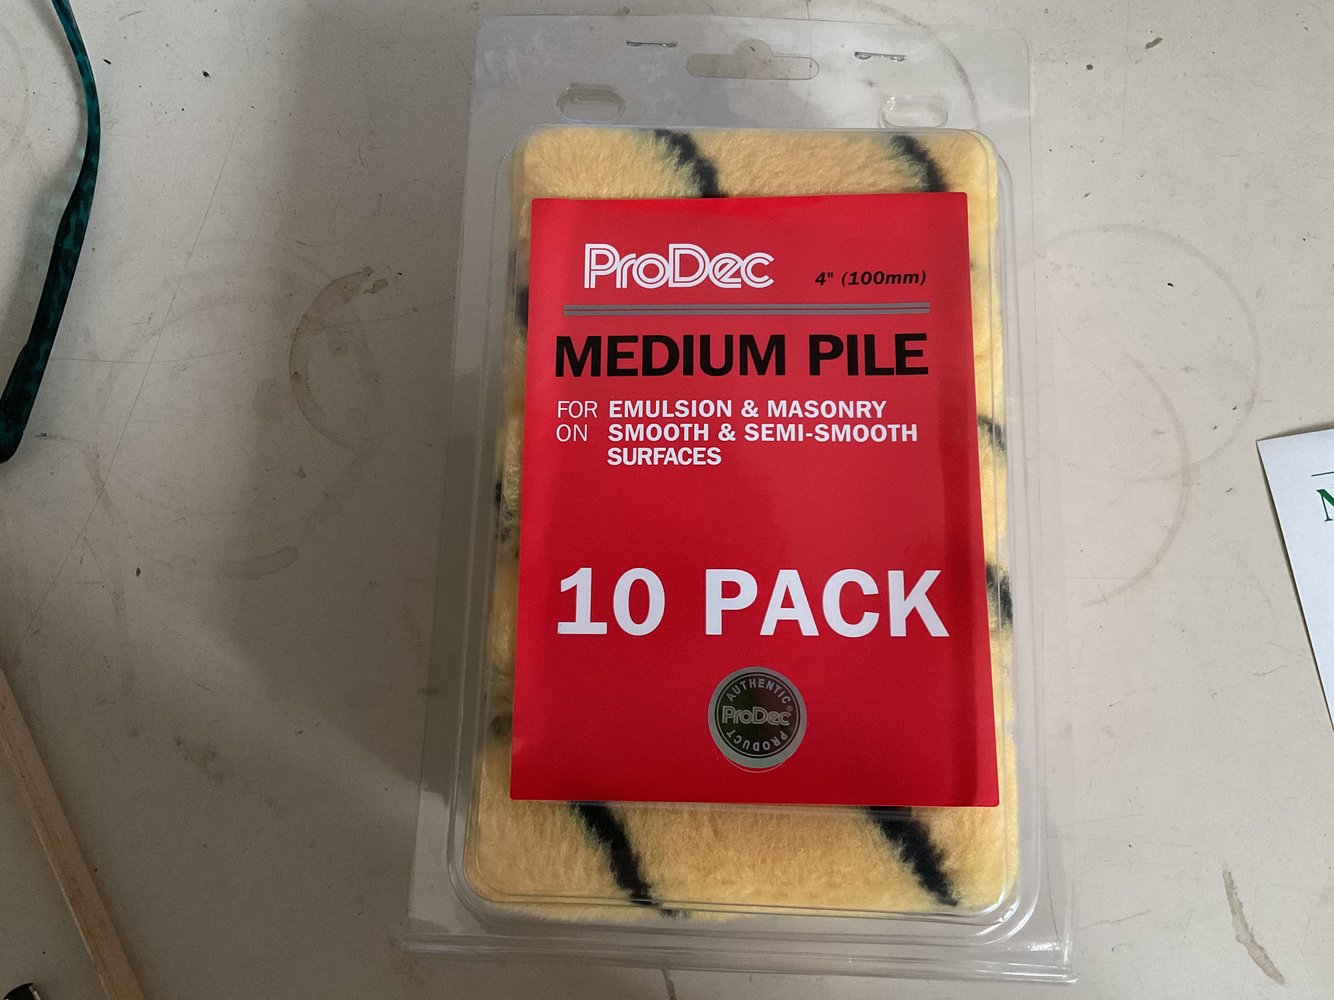 ProDec
4" (100mm)
MEDIUM PILE
FOR EMULSION & MASONRY
ON SMOOTH & SEMI-SMOOTH
SURFACES
10 PACK
AUTHENTIC
ProDec®
PRODUCT
N